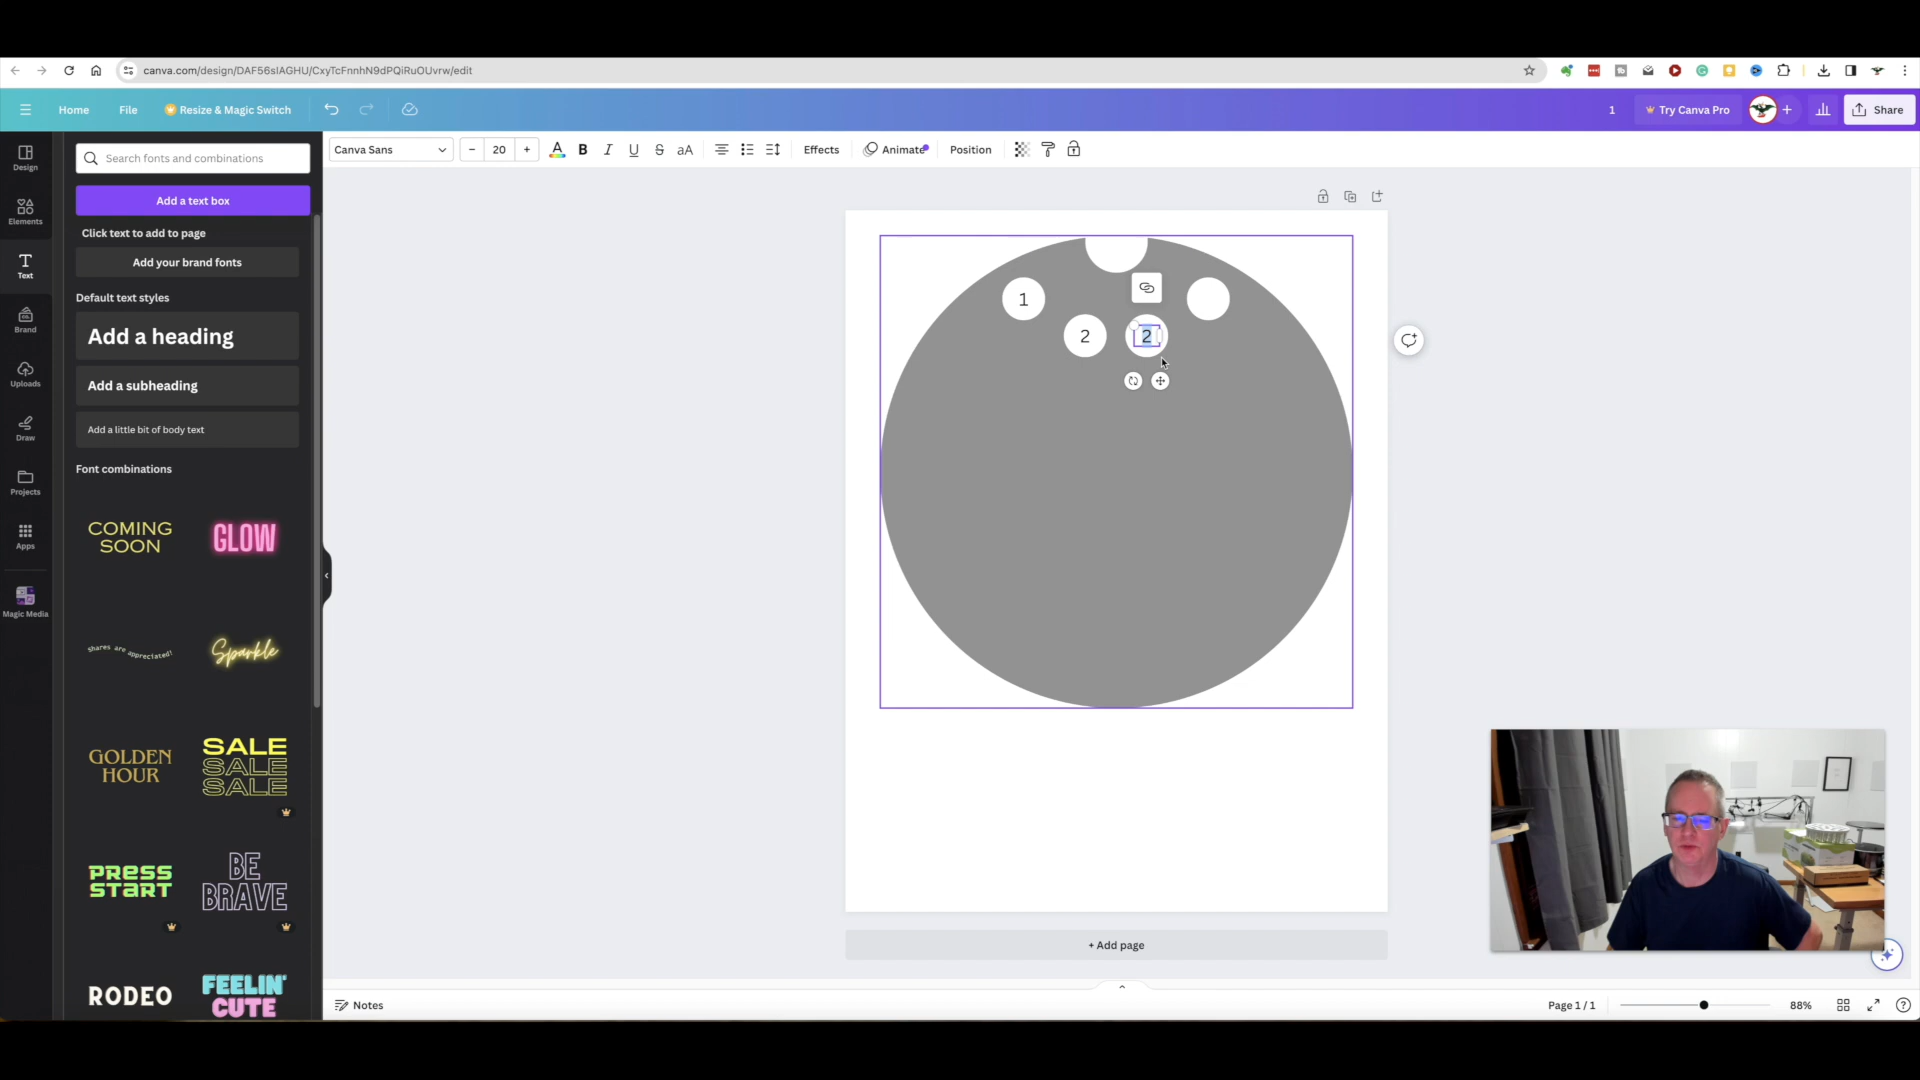 canva.com/design/DAF56sIAGHU/CxyTcFnnhN9dPQiRuOUvrw/edit
Home
File
Resize & Magic Switch
1
Try Canva Pro
Share
Search fonts and combinations
Canva Sans
20
B
I
U
S
aA
Effects
Animate
Position
Design
Elements
Text
Brand
Uploads
Draw
Projects
Apps
Magic Media
Add a text box
Click text to add to page
Add your brand fonts
Default text styles
Add a heading
Add a subheading
Add a little bit of body text
Font combinations
COMING
SOON
GLOW
shares are appreciated!
Sparkle
GOLDEN
HOUR
SALE
SALE
SALE
PRESS
START
BE
BRAVE
RODEO
FEELIN'
CUTE
1
2
2
+ Add page
Notes
Page 1 / 1
88%